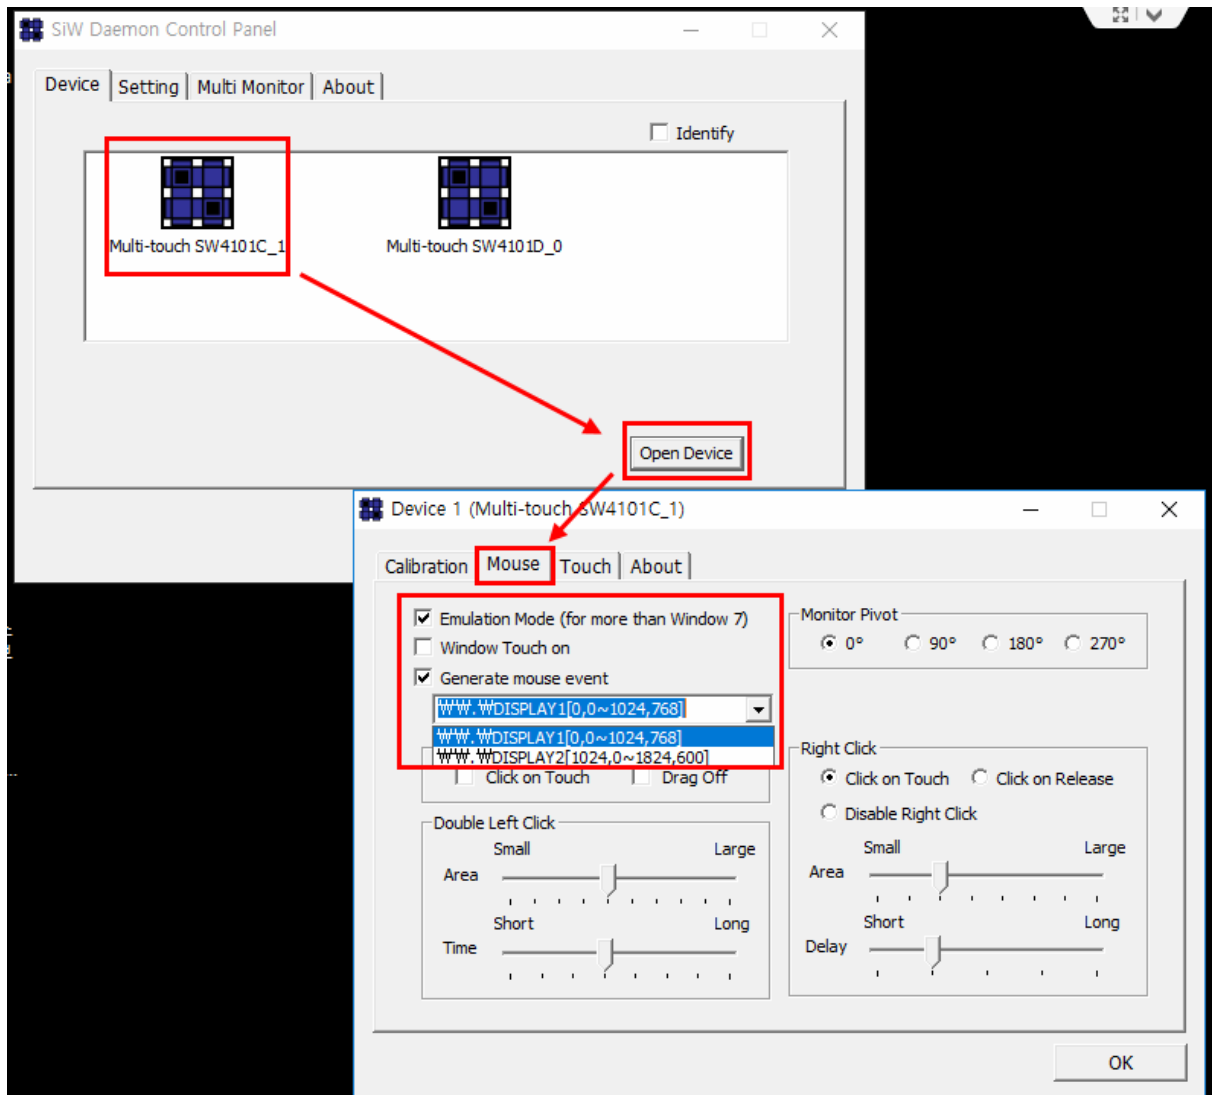 SiW Daemon Control Panel
Device Setting Multi Monitor About
Identify
Multi-touch SW4101C_1 Multi-touch SW4101D_0
Open Device
Device 1 (Multi-touch SW4101C_1)
Calibration Mouse Touch About
Emulation Mode (for more than Window 7)
Window Touch on
Generate mouse event
₩₩.₩DISPLAY1[0,0~1024,768]
₩₩.₩DISPLAY1[0,0~1024,768]
₩₩.₩DISPLAY2[1024,0~1824,600]
Click on Touch Drag Off
Double Left Click
Small Large
Area
Short Long
Time
Monitor Pivot
0° 90° 180° 270°
Right Click
Click on Touch Click on Release
Disable Right Click
Small Large
Area
Short Long
Delay
OK